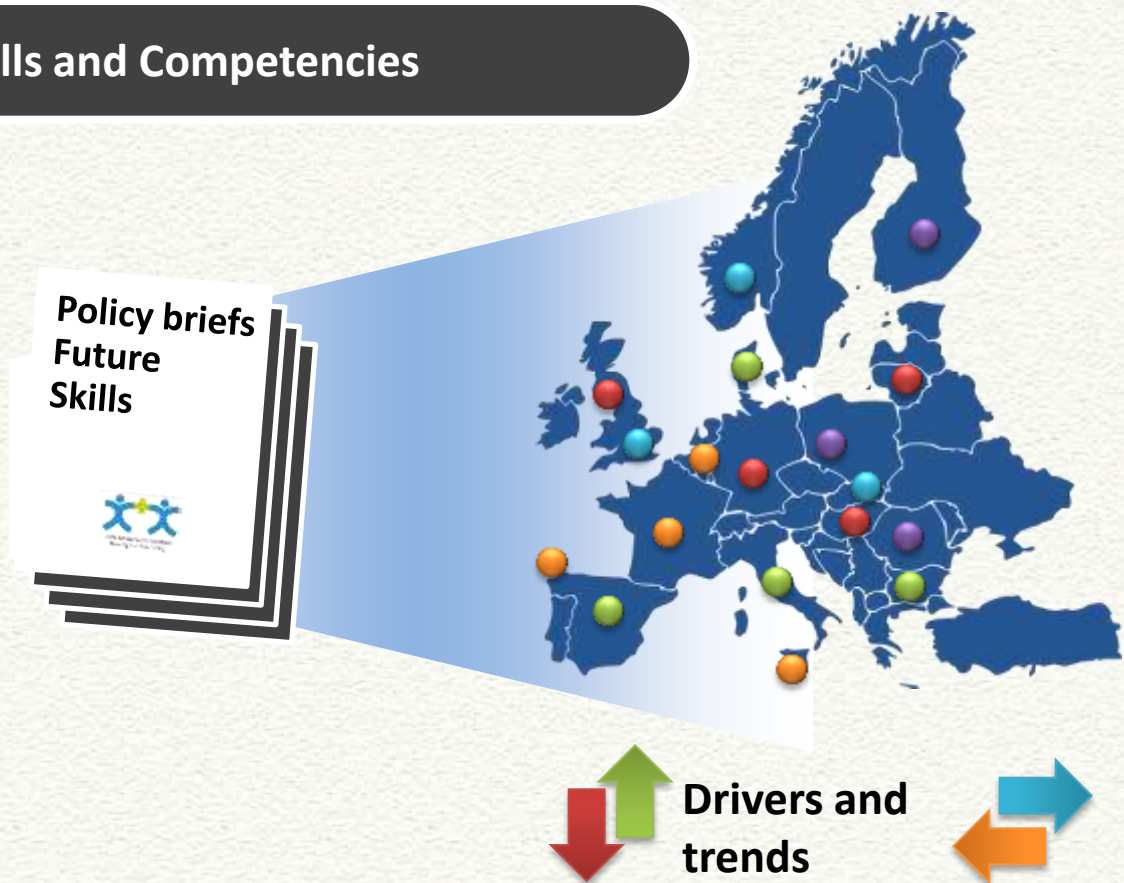 lls and Competencies
Policy briefs
Future
Skills
Drivers and
trends